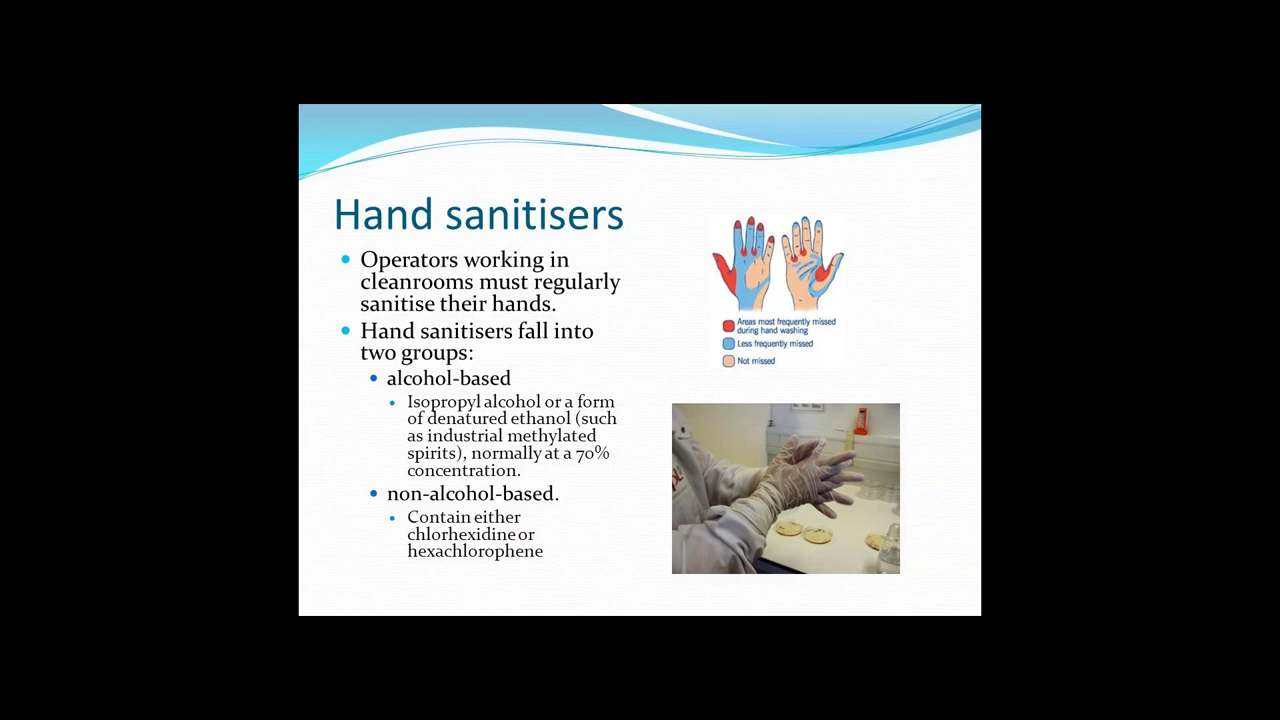 Hand sanitisers
Operators working in
cleanrooms must regularly
sanitise their hands.
Hand sanitisers fall into
two groups:
alcohol-based
Isopropyl alcohol or a form
of denatured ethanol (such
as industrial methylated
spirits), normally at a 70%
concentration.
non-alcohol-based.
Contain either
chlorhexidine or
hexachlorophene
Areas most frequently missed
during hand washing
Less frequently missed
Not missed